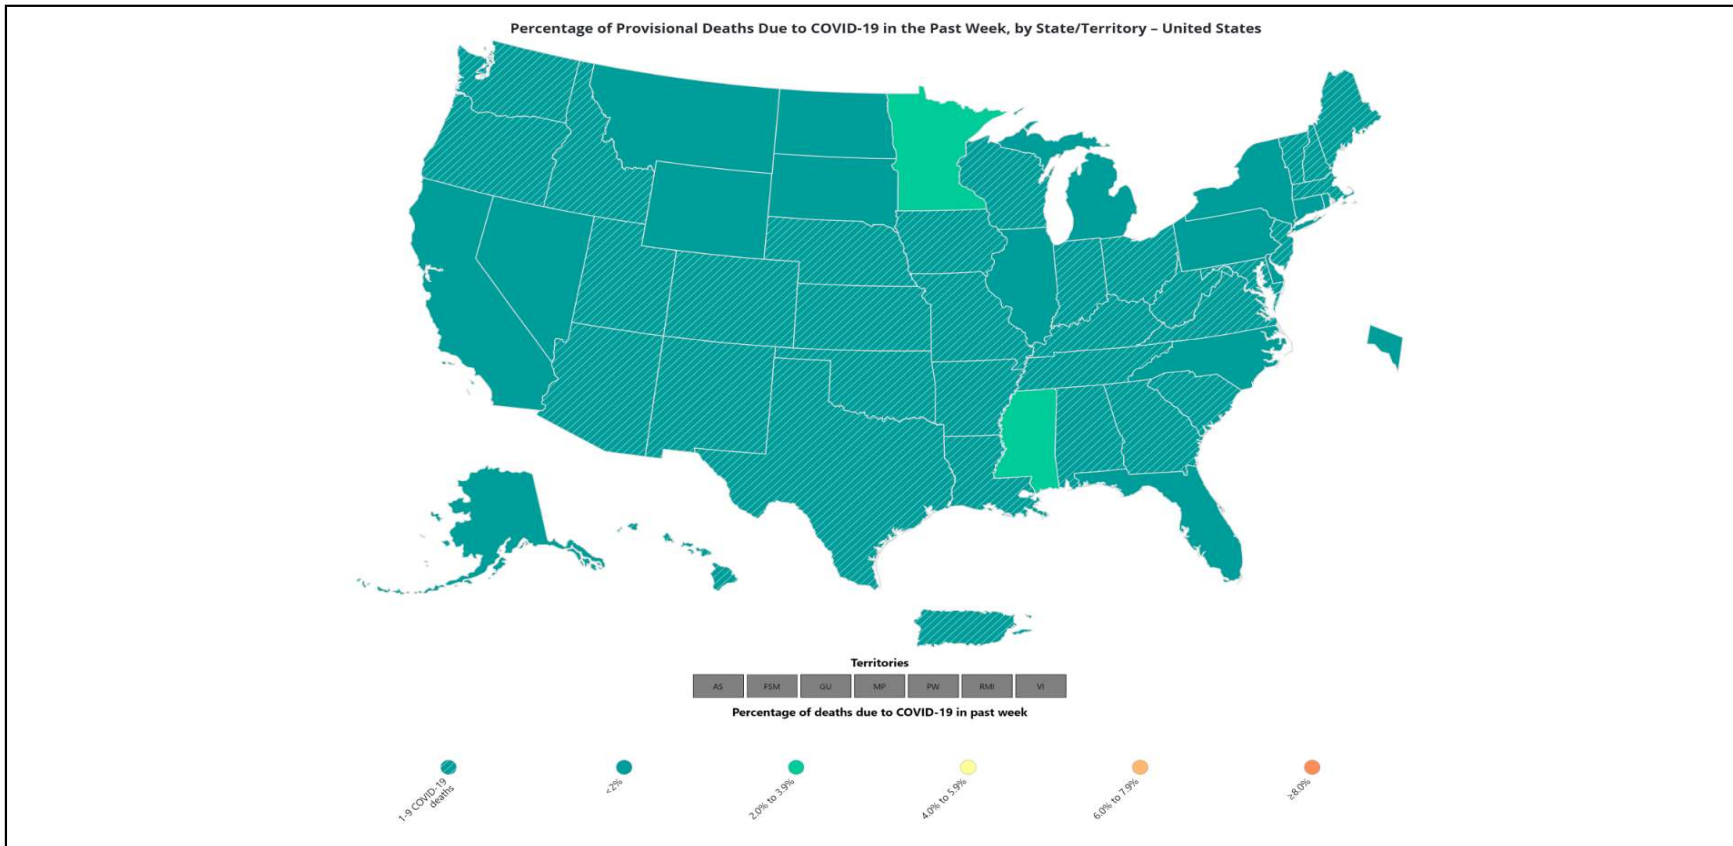 Percentage of Provisional Deaths Due to COVID-19 in the Past Week, by State/Territory – United States
Territories
AS
FSM
GU
MP
PW
RMI
VI
Percentage of deaths due to COVID-19 in past week
1-9 COVID-19
deaths
<2%
2.0% to 3.9%
4.0% to 5.9%
6.0% to 7.9%
≥8.0%